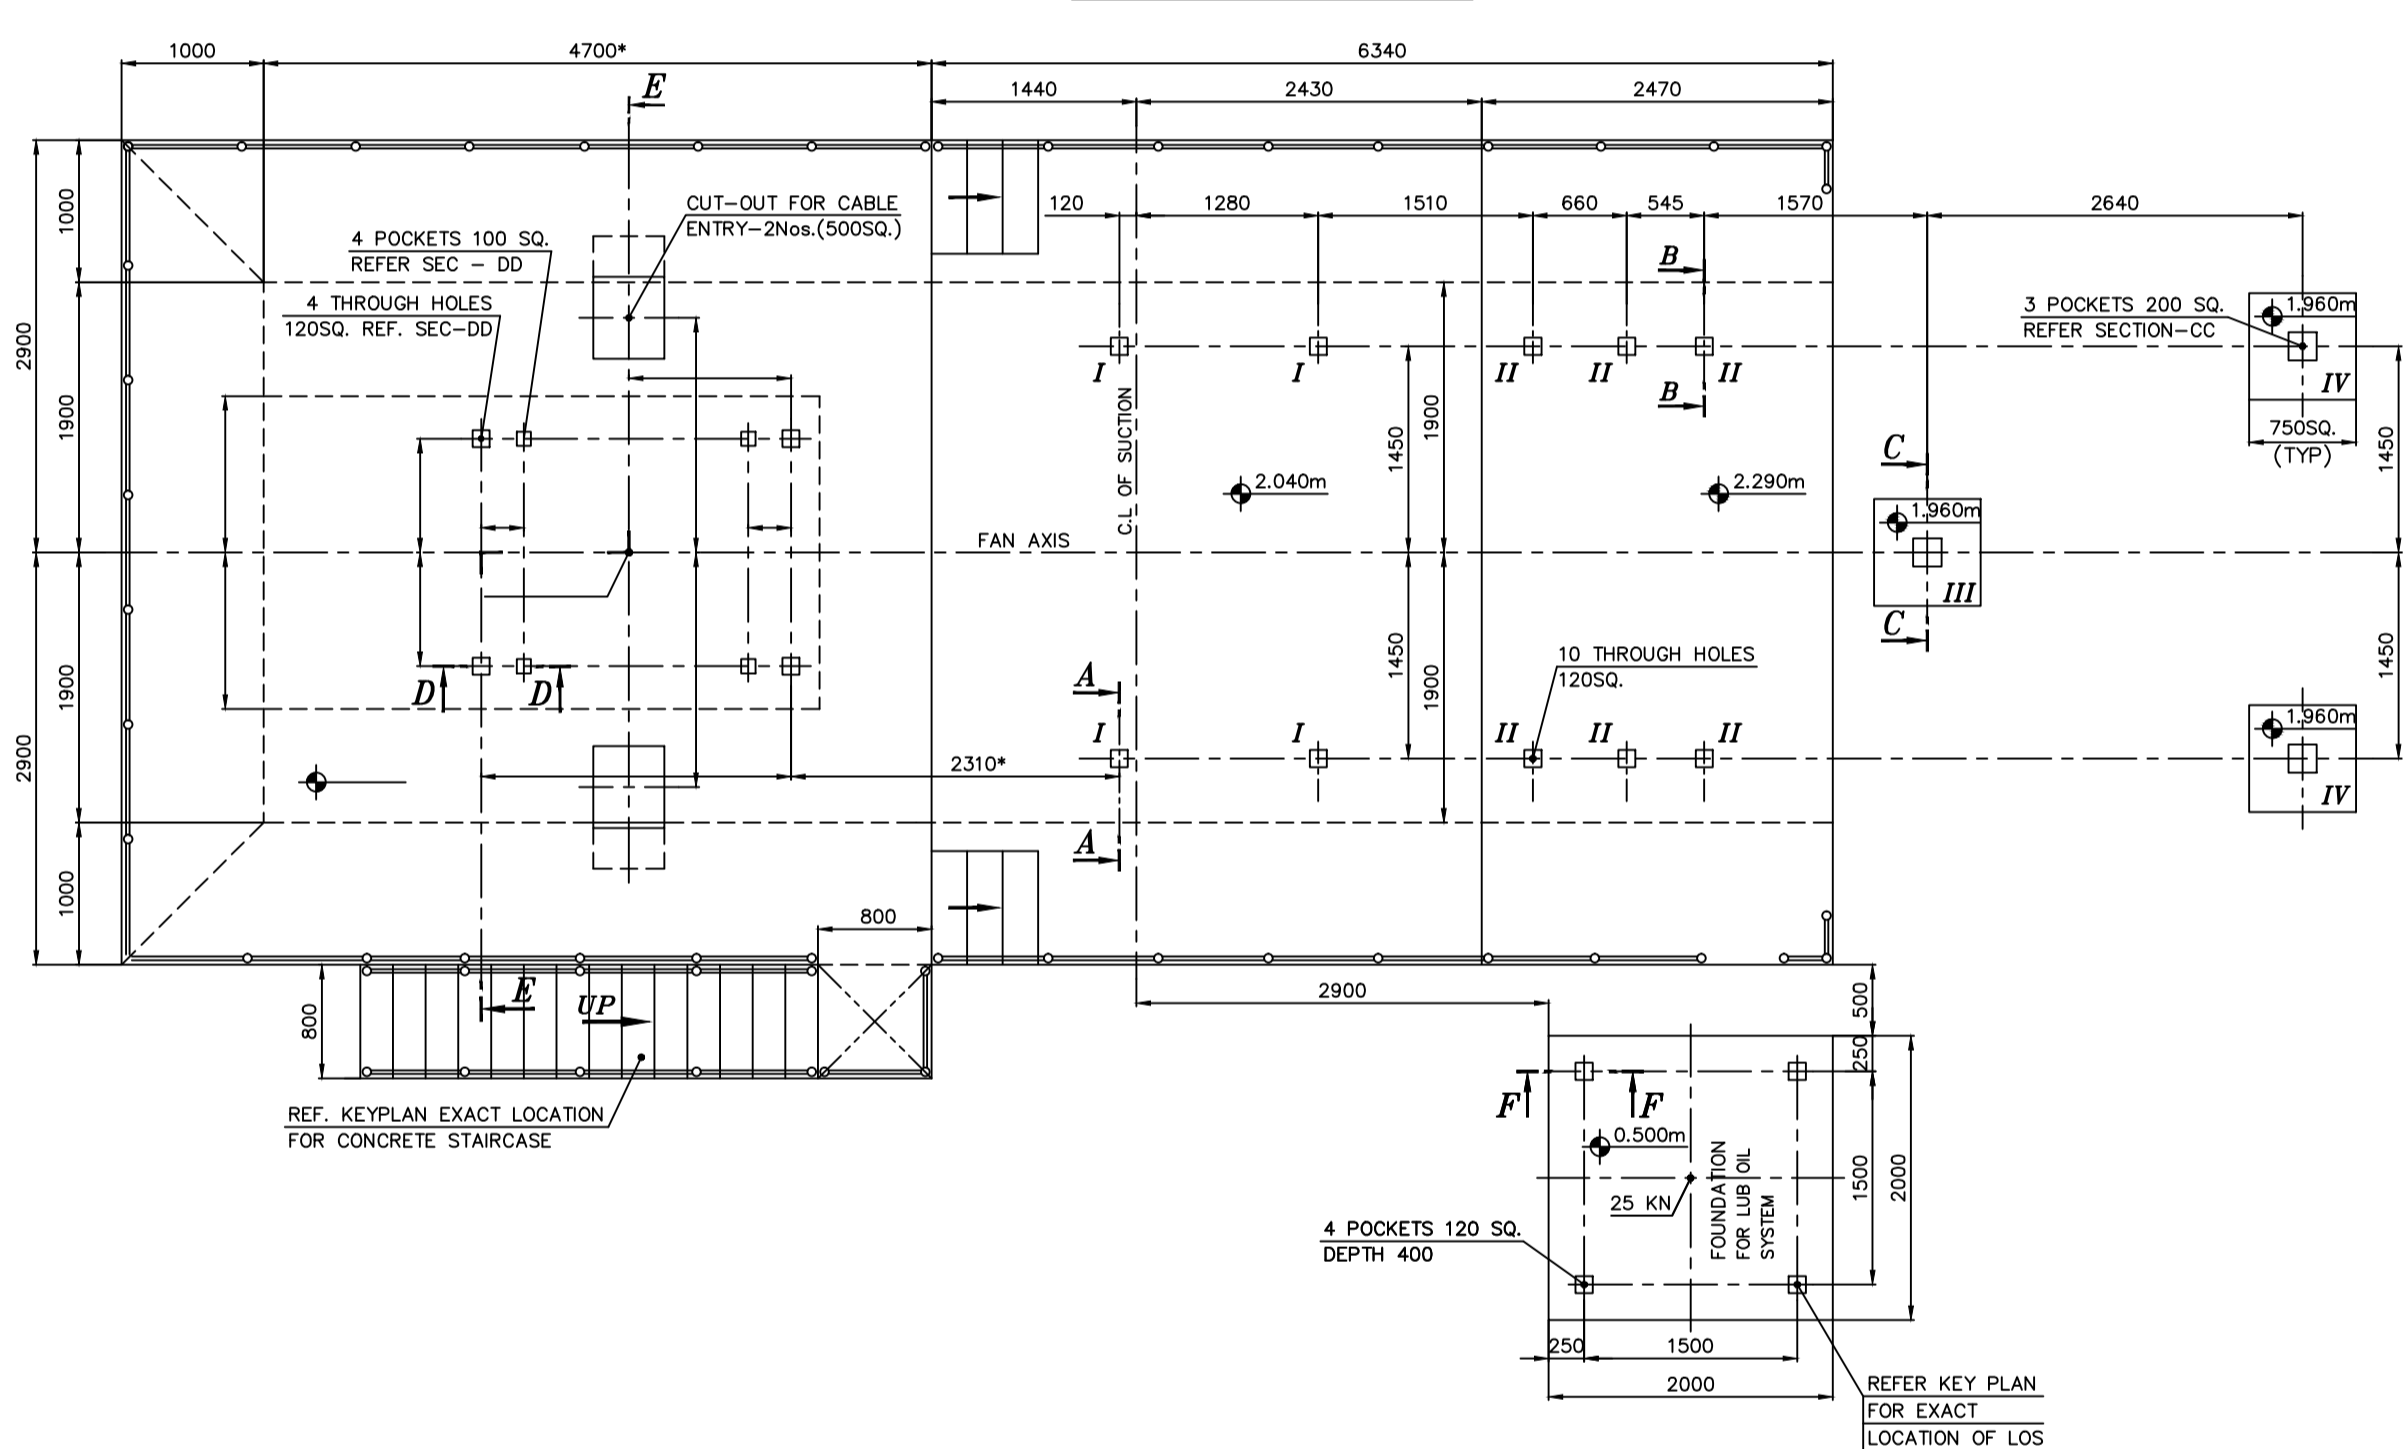 1000
4700*
6340
1440
2430
2470
E
120
1280
1510
660
545
1570
2640
CUT-OUT FOR CABLE
ENTRY-2Nos.(500SQ.)
4 POCKETS 100 SQ.
REFER SEC - DD
4 THROUGH HOLES
120SQ. REF. SEC-DD
1000
2900
1900
B
B
3 POCKETS 200 SQ.
REFER SECTION-CC
1.960m
IV
750SQ.
(TYP)
I
I
II
II
II
C.L OF SUCTION
1450
1900
1450
2.040m
2.290m
C
1.960m
III
C
FAN AXIS
1900
2900
1000
1450
1900
1450
D
D
A
10 THROUGH HOLES
120SQ.
I
I
II
II
II
1.960m
IV
2310*
A
800
E
UP
800
2900
500
250
REF. KEYPLAN EXACT LOCATION
FOR CONCRETE STAIRCASE
F
F
0.500m
25 KN
FOUNDATION
FOR LUB OIL
SYSTEM
1500
2000
4 POCKETS 120 SQ.
DEPTH 400
250
1500
2000
REFER KEY PLAN
FOR EXACT
LOCATION OF LOS